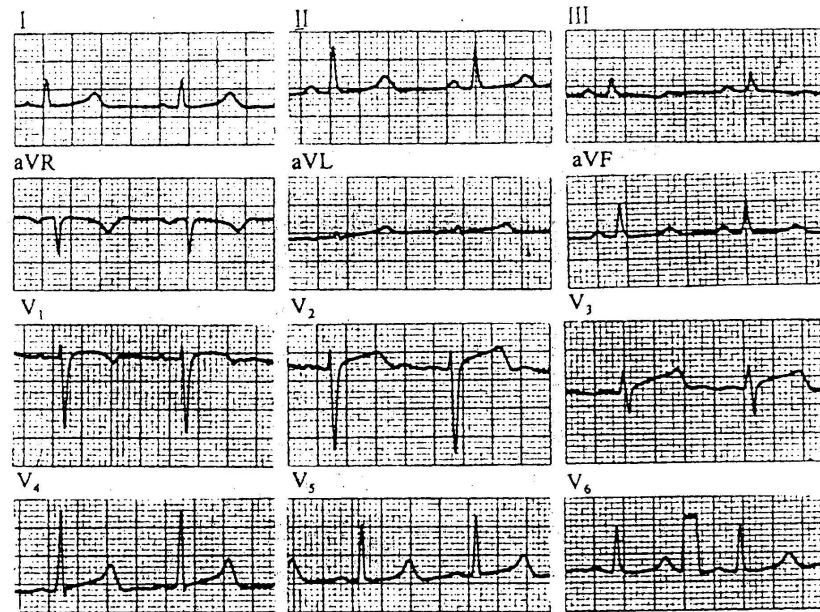 I II III
aVR aVL aVF
V₁ V₂ V₃
V₄ V₅ V₆